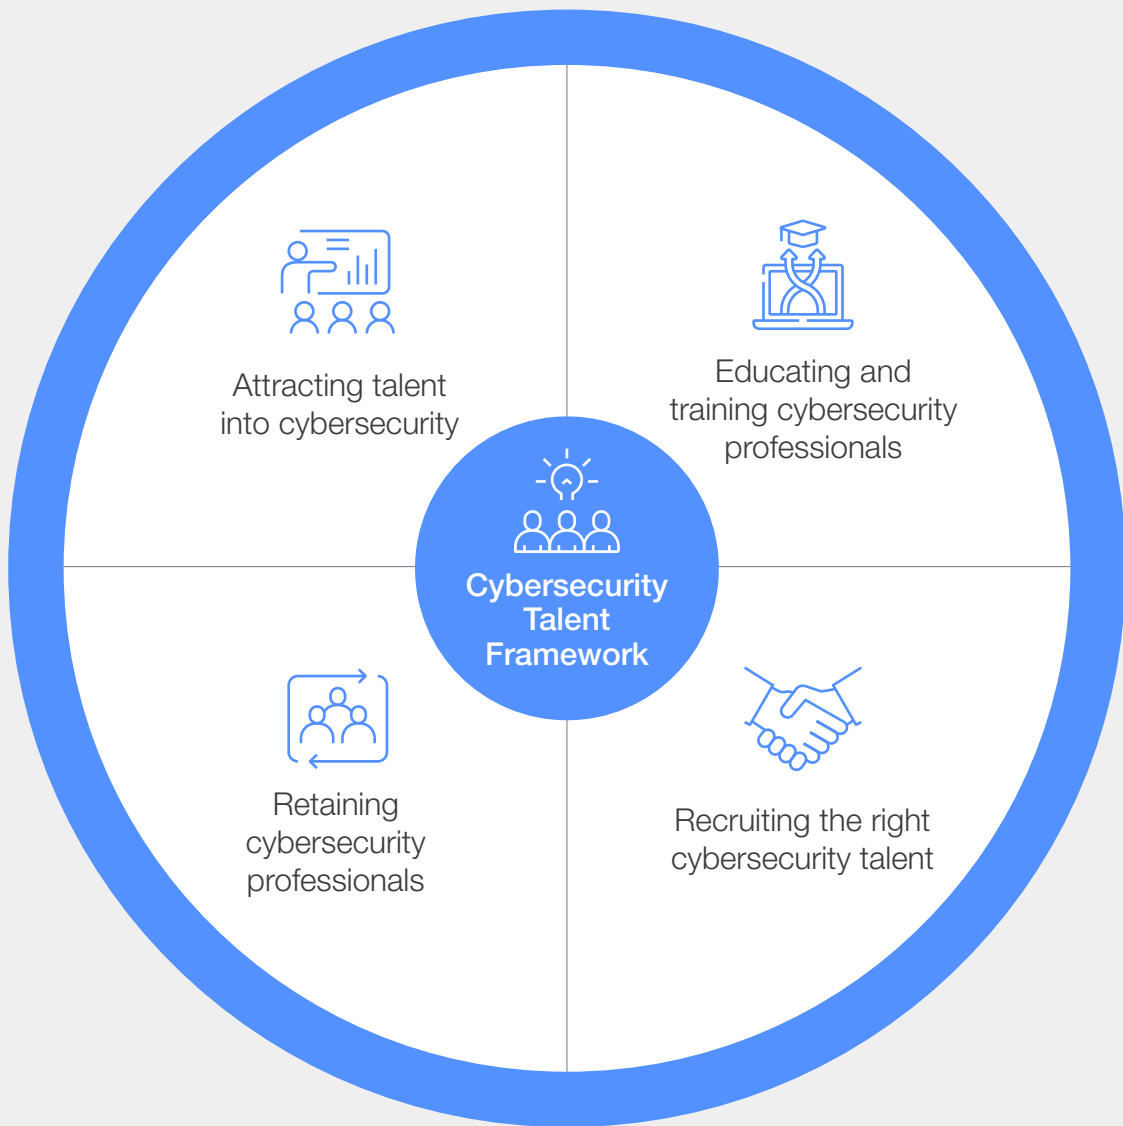 Attracting talent
into cybersecurity
Educating and
training cybersecurity
professionals
Cybersecurity
Talent
Framework
Retaining
cybersecurity
professionals
Recruiting the right
cybersecurity talent